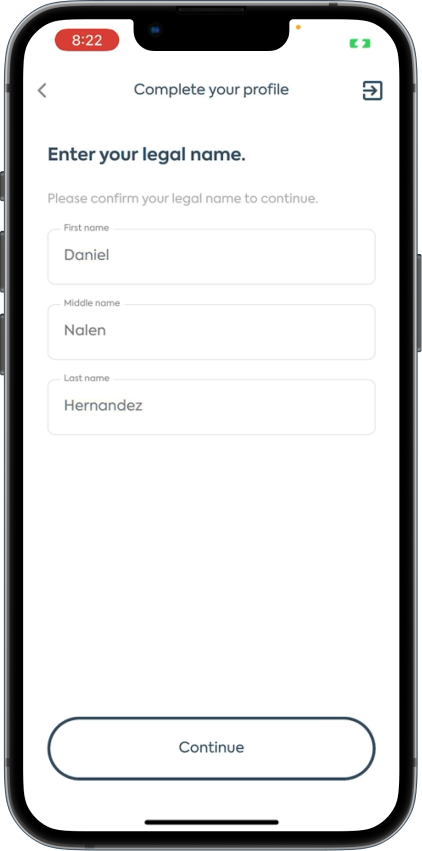 8:22
Complete your profile
Enter your legal name.
Please confirm your legal name to continue.
First name
Daniel
Middle name
Nalen
Last name
Hernandez
Continue